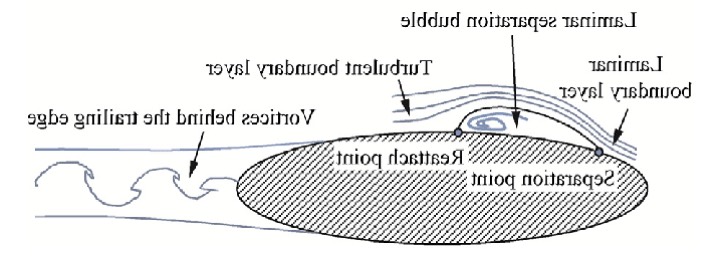 Laminar separation bubble
Laminar
boundary layer
Turbulent boundary layer
Vortices behind the trailing edge
Reattach point
Separation point